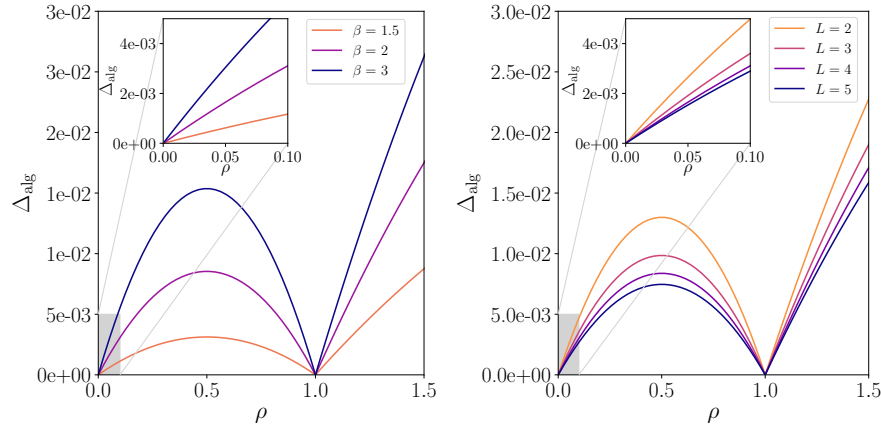 3e-02
3e-02
2e-02
1e-02
1e-02
5e-03
0e+00
Δalg
0.0
0.5
1.0
1.5
ρ
4e-03
2e-03
0e+00
Δalg
0.00
0.05
0.10
ρ
β = 1.5
β = 2
β = 3
3.0e-02
2.5e-02
2.0e-02
1.5e-02
1.0e-02
5.0e-03
0.0e+00
Δalg
0.0
0.5
1.0
1.5
ρ
4e-03
2e-03
0e+00
Δalg
0.00
0.05
0.10
ρ
L = 2
L = 3
L = 4
L = 5